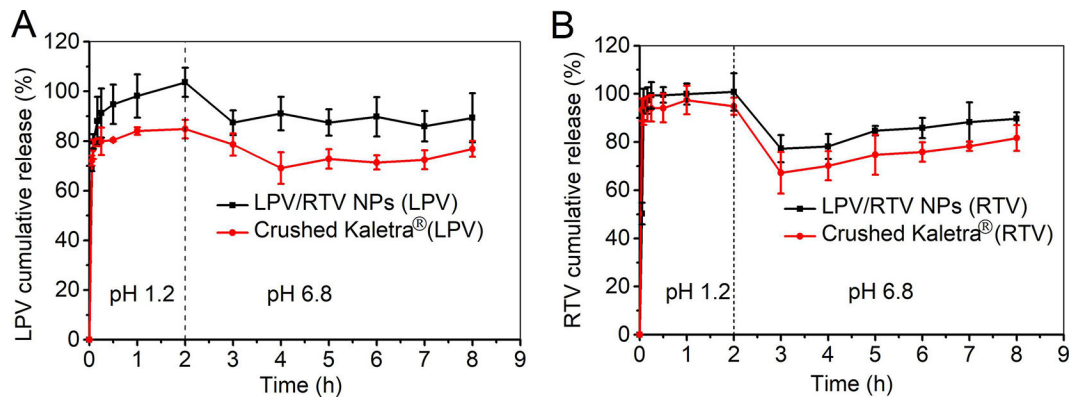 A
LPV cumulative release (%)
120
100
80
60
40
20
0
LPV/RTV NPs (LPV)
Crushed Kaletra® (LPV)
pH 1.2
pH 6.8
0 1 2 3 4 5 6 7 8 9
Time (h)
B
RTV cumulative release (%)
120
100
80
60
40
20
0
LPV/RTV NPs (RTV)
Crushed Kaletra® (RTV)
pH 1.2
pH 6.8
0 1 2 3 4 5 6 7 8 9
Time (h)